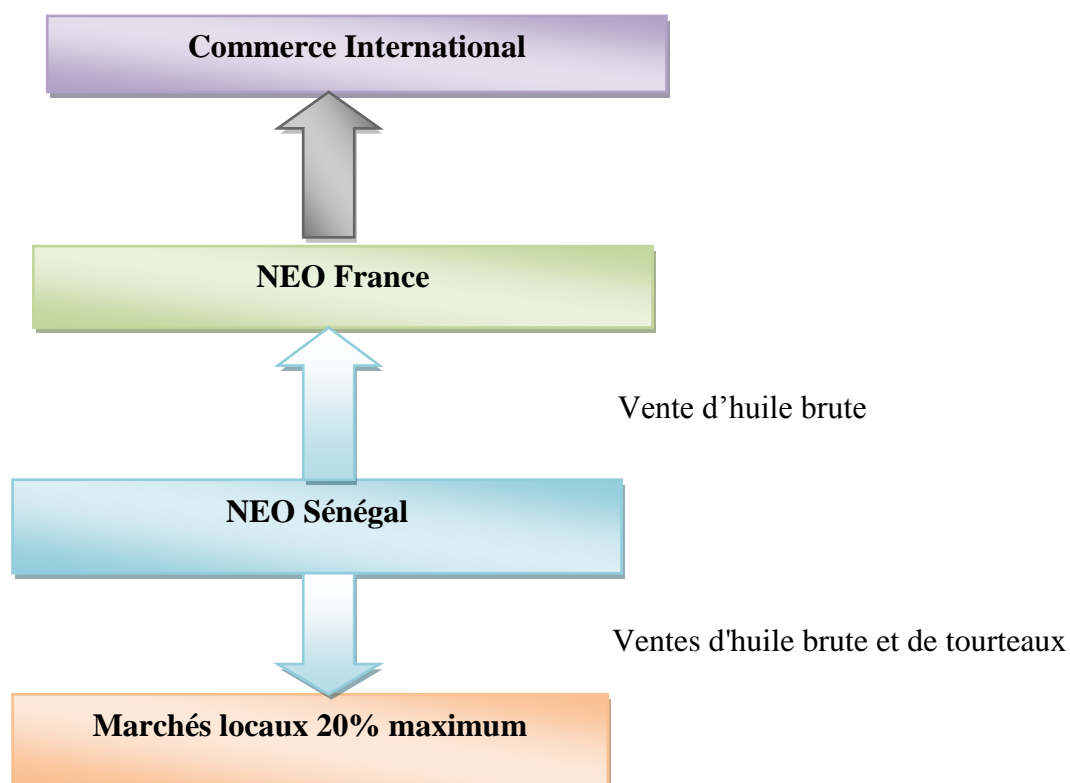 Commerce International
NEO France
Vente d’huile brute
NEO Sénégal
Ventes d'huile brute et de tourteaux
Marchés locaux 20% maximum